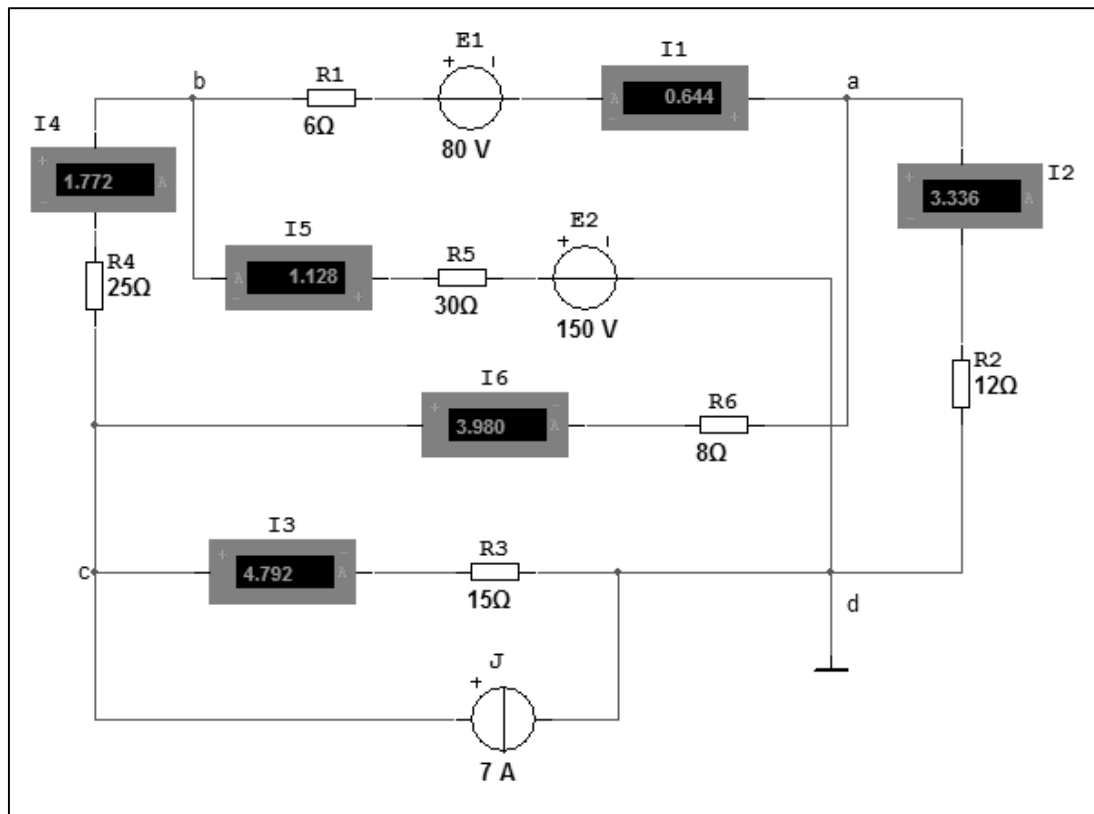 E1
I1
b
R1
+ -
0.644
a
A
6Ω
- +
80 V
I4
I2
+
1.772
A
-
+
3.336
A
-
E2
I5
R5
+ -
R4
25Ω
A
1.128
- +
30Ω
150 V
R2
12Ω
I6
R6
+ -
3.980
A
8Ω
I3
R3
+ -
4.792
A
c
15Ω
d
J
+
7 A